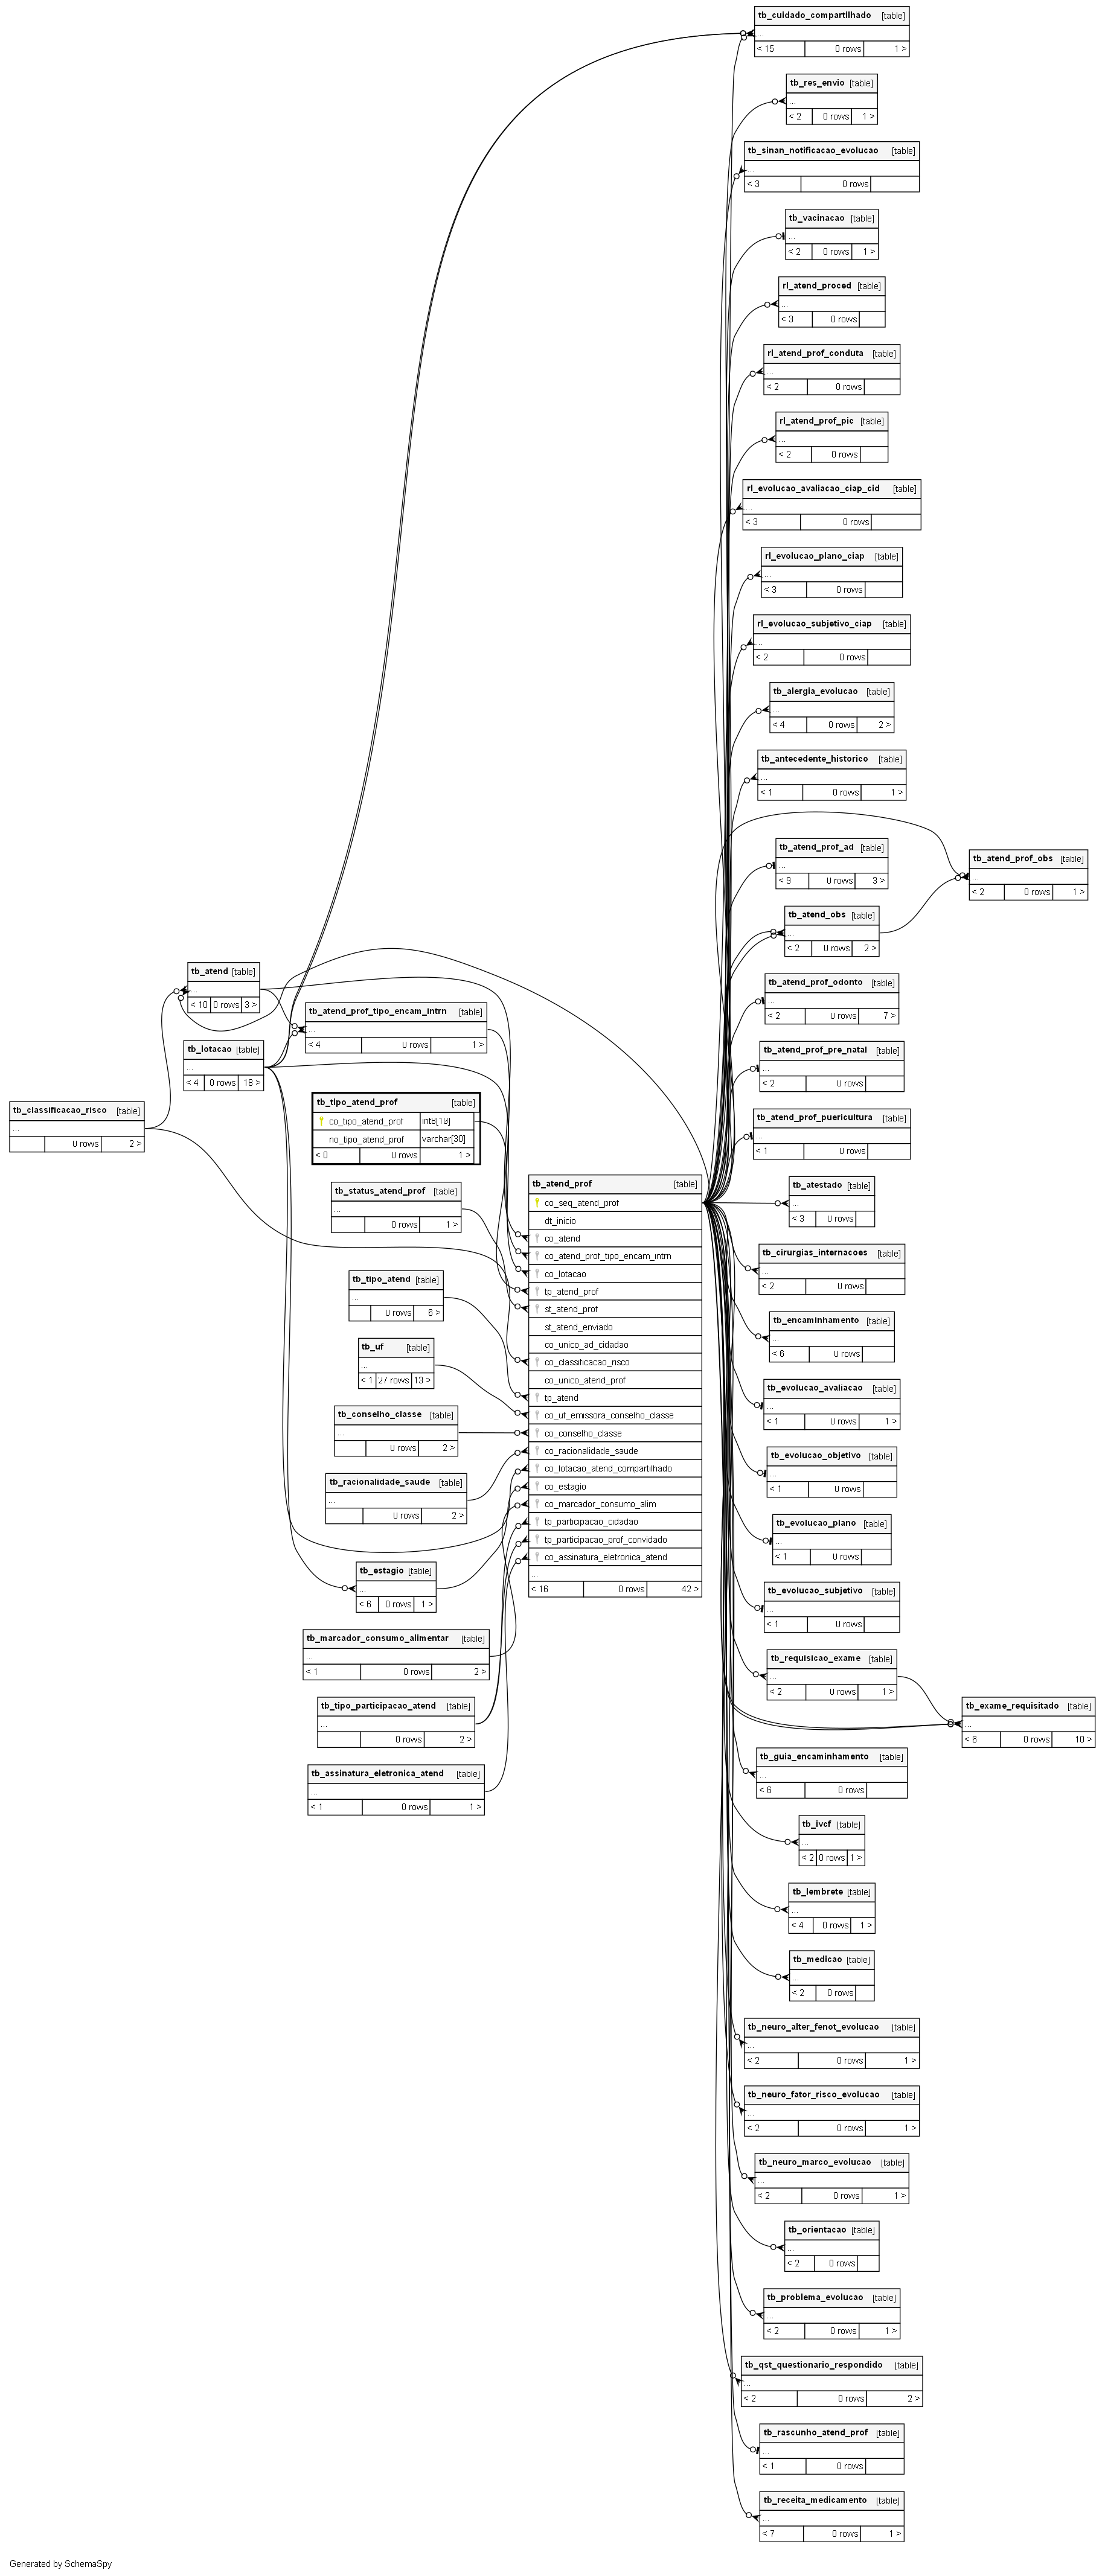 tb_cuidado_compartilhado [table]
...
< 15 0 rows 1 >
tb_res_envio [table]
...
< 2 0 rows 1 >
tb_sinan_notificacao_evolucao [table]
...
< 3 0 rows
tb_vacinacao [table]
...
< 2 0 rows 1 >
rl_atend_proced [table]
...
< 3 0 rows
rl_atend_prof_conduta [table]
...
< 2 0 rows
rl_atend_prof_pic [table]
...
< 2 0 rows
rl_evolucao_avaliacao_ciap_cid [table]
...
< 3 0 rows
rl_evolucao_plano_ciap [table]
...
< 3 0 rows
rl_evolucao_subjetivo_ciap [table]
...
< 2 0 rows
tb_alergia_evolucao [table]
...
< 4 0 rows 2 >
tb_antecedente_historico [table]
...
< 1 0 rows 1 >
tb_atend_prof_ad [table]
...
< 9 0 rows 3 >
tb_atend_prof_obs [table]
...
< 2 0 rows 1 >
tb_atend_obs [table]
...
< 2 0 rows 2 >
tb_atend [table]
...
< 10 0 rows 3 >
tb_atend_prof_odonto [table]
...
< 2 0 rows 7 >
tb_atend_prof_tipo_encam_intrn [table]
...
< 4 0 rows 1 >
tb_lotacao [table]
...
< 4 0 rows 18 >
tb_atend_prof_pre_natal [table]
...
< 2 0 rows
tb_classificacao_risco [table]
...
0 rows 2 >
tb_tipo_atend_prof [table]
co_tipo_atend_prof int8[19]
no_tipo_atend_prof varchar[30]
< 0 0 rows 1 >
tb_atend_prof_puericultura [table]
...
< 1 0 rows
tb_status_atend_prof [table]
...
0 rows 1 >
tb_atend_prof [table]
co_seq_atend_prof
dt_inicio
co_atend
co_atend_prof_tipo_encam_intrn
co_lotacao
tp_atend_prof
st_atend_prof
st_atend_enviado
co_unico_ad_cidadao
co_classificacao_risco
co_unico_atend_prof
tp_atend
co_uf_emissora_conselho_classe
co_conselho_classe
co_racionalidade_saude
co_lotacao_atend_compartilhado
co_estagio
co_marcador_consumo_alim
tp_participacao_cidadao
tp_participacao_prof_convidado
co_assinatura_eletronica_atend
...
< 16 0 rows 42 >
tb_atestado [table]
...
< 3 0 rows
tb_tipo_atend [table]
...
0 rows 6 >
tb_cirurgias_internacoes [table]
...
< 2 0 rows
tb_uf [table]
...
< 1 27 rows 13 >
tb_encaminhamento [table]
...
< 6 0 rows
tb_conselho_classe [table]
...
0 rows 2 >
tb_evolucao_avaliacao [table]
...
< 1 0 rows 1 >
tb_racionalidade_saude [table]
...
0 rows 2 >
tb_evolucao_objetivo [table]
...
< 1 0 rows
tb_evolucao_plano [table]
...
< 1 0 rows
tb_estagio [table]
...
< 6 0 rows 1 >
tb_evolucao_subjetivo [table]
...
< 1 0 rows
tb_marcador_consumo_alimentar [table]
...
< 1 0 rows 2 >
tb_requisicao_exame [table]
...
< 2 0 rows 1 >
tb_tipo_participacao_atend [table]
...
0 rows 2 >
tb_exame_requisitado [table]
...
< 6 0 rows 10 >
tb_assinatura_eletronica_atend [table]
...
< 1 0 rows 1 >
tb_guia_encaminhamento [table]
...
< 6 0 rows
tb_ivcf [table]
...
< 2 0 rows 1 >
tb_lembrete [table]
...
< 4 0 rows 1 >
tb_medicao [table]
...
< 2 0 rows
tb_neuro_alter_fenot_evolucao [table]
...
< 2 0 rows 1 >
tb_neuro_fator_risco_evolucao [table]
...
< 2 0 rows 1 >
tb_neuro_marco_evolucao [table]
...
< 2 0 rows 1 >
tb_orientacao [table]
...
< 2 0 rows
tb_problema_evolucao [table]
...
< 2 0 rows 1 >
tb_qst_questionario_respondido [table]
...
< 2 0 rows 2 >
tb_rascunho_atend_prof [table]
...
< 1 0 rows
tb_receita_medicamento [table]
...
< 7 0 rows 1 >
Generated by SchemaSpy